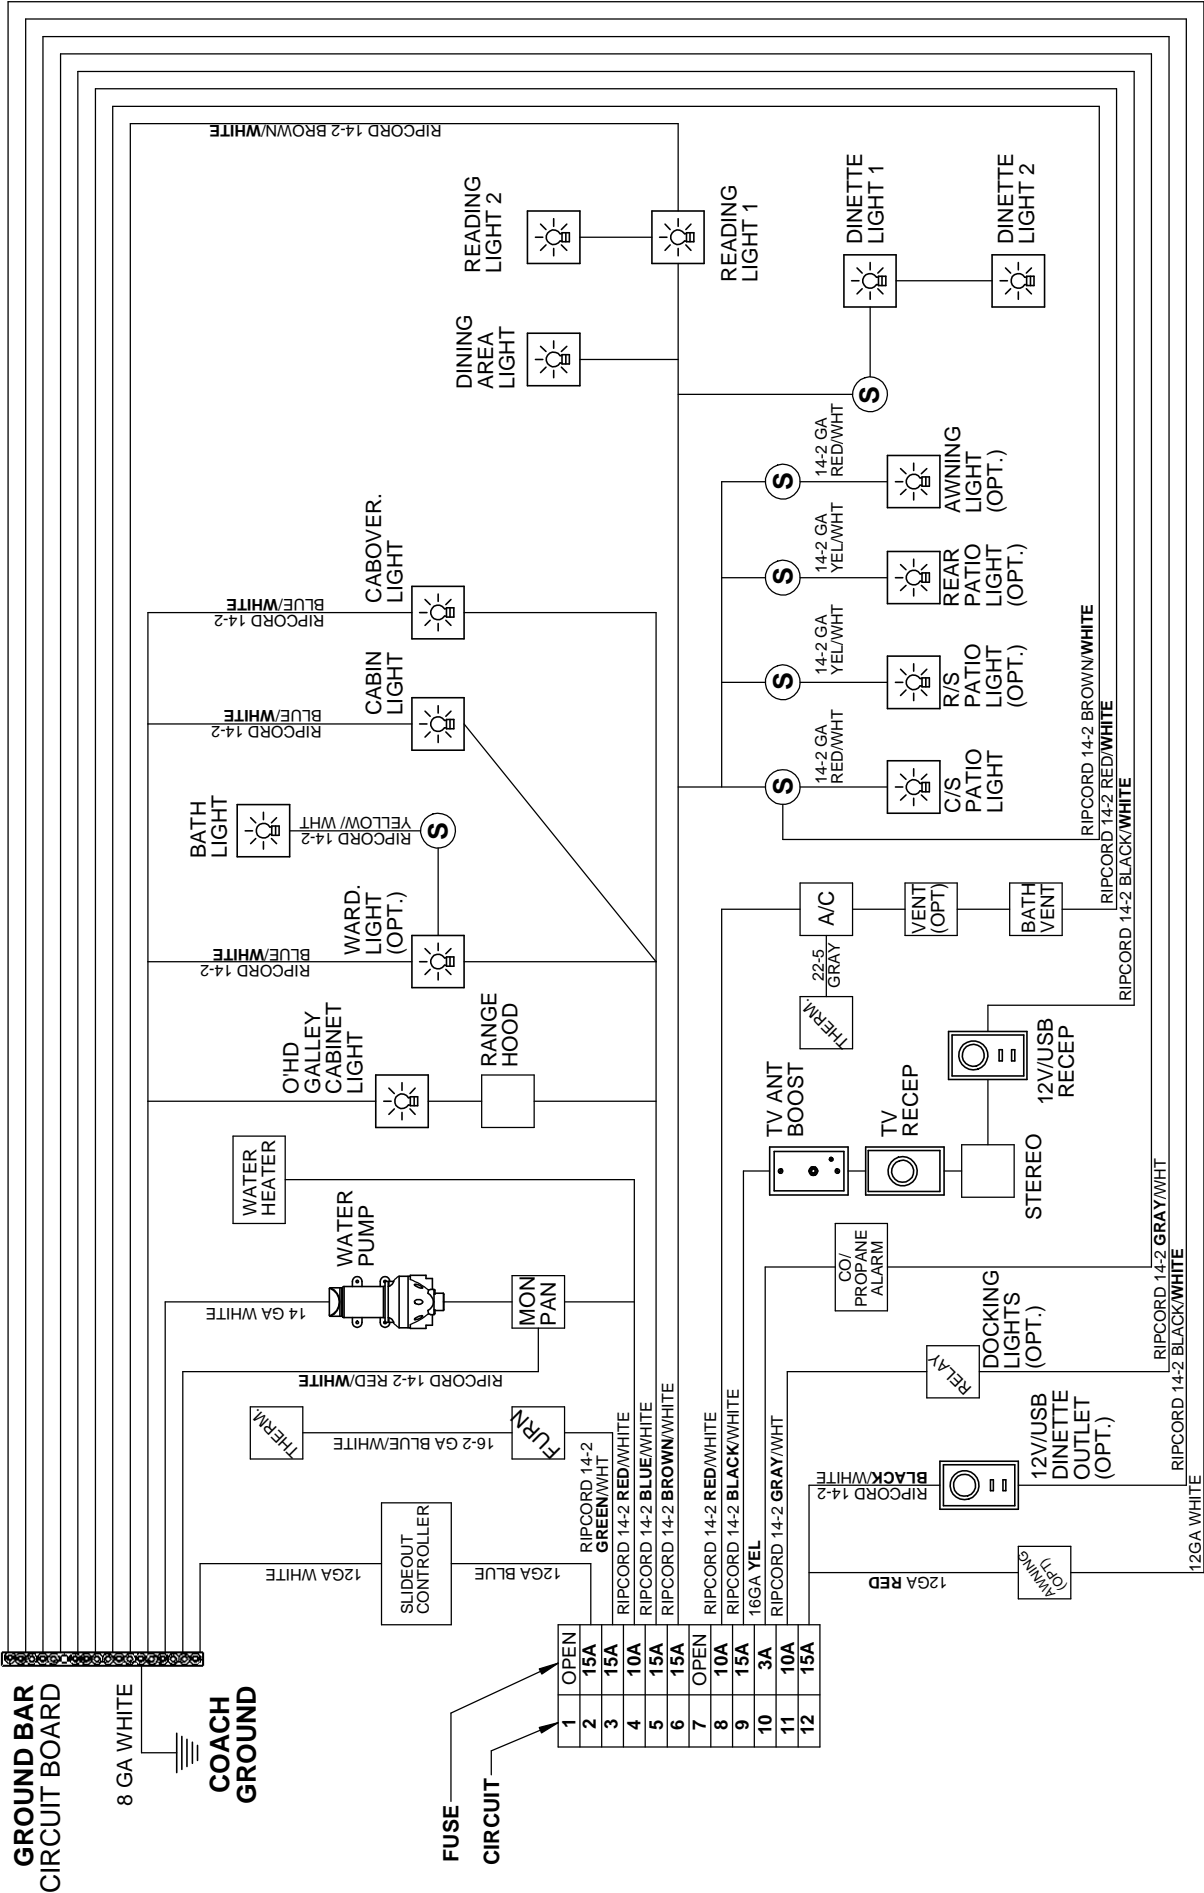 GROUND BAR
CIRCUIT BOARD
8 GA WHITE
COACH
GROUND
FUSE
CIRCUIT
1 OPEN
2 15A
3 15A
4 10A
5 15A
6 15A
7 OPEN
8 10A
9 15A
10 3A
11 10A
12 15A
12GA WHITE
SLIDEOUT
CONTROLLER
12GA BLUE
RIPCORD 14-2
GREEN/WHT
RIPCORD 14-2 RED/WHITE
RIPCORD 14-2 BLUE/WHITE
RIPCORD 14-2 BROWN/WHITE
RIPCORD 14-2 RED/WHITE
RIPCORD 14-2 BLACK/WHITE
16GA YEL
RIPCORD 14-2 GRAY/WHT
THERM.
16-2 GA BLUE/WHITE
FURN
RIPCORD 14-2 RED/WHITE
14 GA WHITE
WATER
PUMP
MON
PAN
WATER
HEATER
O'HD
GALLEY
CABINET
LIGHT
RANGE
HOOD
RIPCORD 14-2
BLUE/WHITE
WARD.
LIGHT
(OPT.)
BATH
LIGHT
RIPCORD 14-2
YELLOW/ WHT
S
RIPCORD 14-2
BLUE/WHITE
CABIN
LIGHT
RIPCORD 14-2
BLUE/WHITE
CABOVER.
LIGHT
RIPCORD 14-2 BROWN/WHITE
DINING
AREA
LIGHT
READING
LIGHT 2
READING
LIGHT 1
DINETTE
LIGHT 1
DINETTE
LIGHT 2
S
S
14-2 GA
RED/WHT
C/S
PATIO
LIGHT
S
14-2 GA
YEL/WHT
R/S
PATIO
LIGHT
(OPT.)
S
14-2 GA
YEL/WHT
REAR
PATIO
LIGHT
(OPT.)
S
14-2 GA
RED/WHT
AWNING
LIGHT
(OPT.)
RIPCORD 14-2 BROWN/WHITE
RIPCORD 14-2 RED/WHITE
RIPCORD 14-2 BLACK/WHITE
A/C
22-5
GRAY
THERM.
VENT
(OPT)
BATH
VENT
TV ANT
BOOST
TV
RECEP
STEREO
12V/USB
RECEP
CO/
PROPANE
ALARM
RELAY
DOCKING
LIGHTS
(OPT.)
RIPCORD 14-2
BLACK/WHITE
12V/USB
DINETTE
OUTLET
(OPT.)
12GA RED
AWNING
(OPT)
RIPCORD 14-2 GRAY/WHT
RIPCORD 14-2 BLACK/WHITE
12GA WHITE